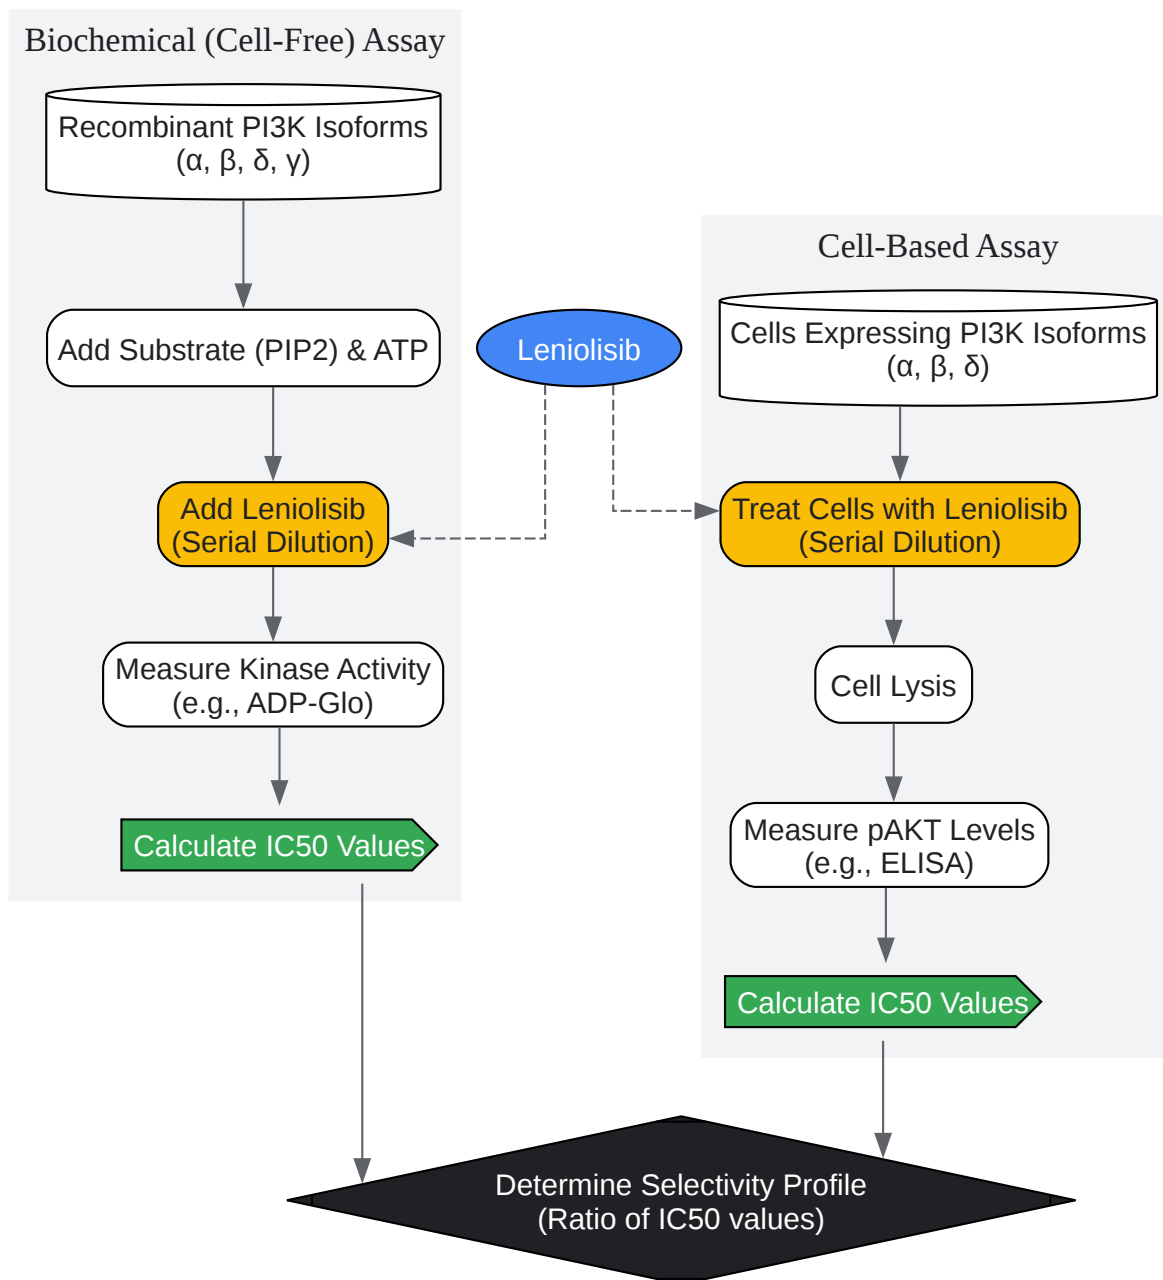 Biochemical (Cell-Free) Assay
Recombinant PI3K Isoforms
(α, β, δ, γ)
Add Substrate (PIP2) & ATP
Add Leniolisib
(Serial Dilution)
Measure Kinase Activity
(e.g., ADP-Glo)
Calculate IC50 Values
Leniolisib
Cell-Based Assay
Cells Expressing PI3K Isoforms
(α, β, δ)
Treat Cells with Leniolisib
(Serial Dilution)
Cell Lysis
Measure pAKT Levels
(e.g., ELISA)
Calculate IC50 Values
Determine Selectivity Profile
(Ratio of IC50 values)